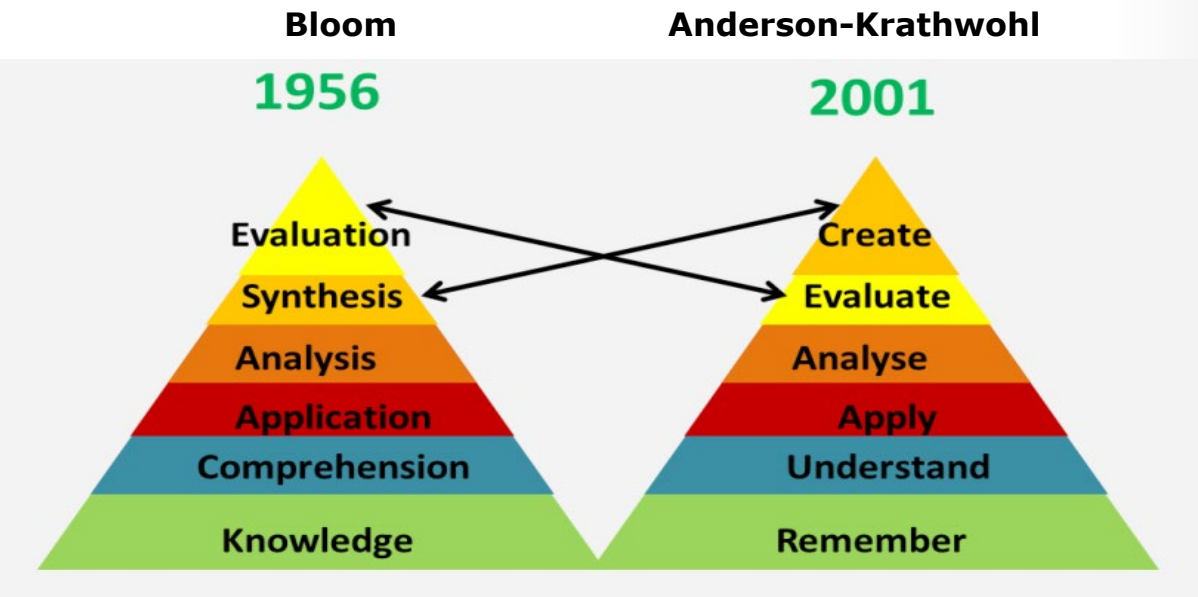 Bloom
Anderson-Krathwohl
1956
2001
Evaluation
Synthesis
Analysis
Application
Comprehension
Knowledge
Create
Evaluate
Analyse
Apply
Understand
Remember